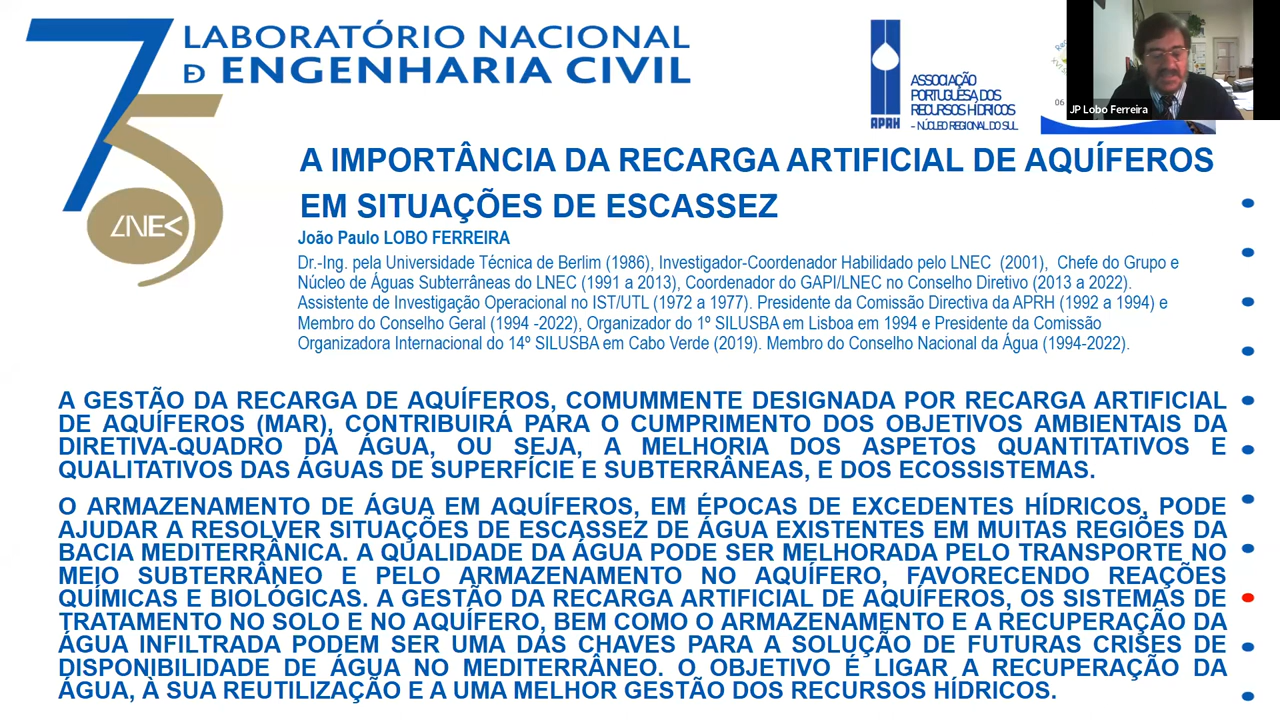 75
LABORATÓRIO NACIONAL
DE ENGENHARIA CIVIL
LNEC
APRH
ASSOCIAÇÃO
PORTUGUESA DOS
RECURSOS HÍDRICOS
– NÚCLEO REGIONAL DO SUL
06
JP Lobo Ferreira
A IMPORTÂNCIA DA RECARGA ARTIFICIAL DE AQUÍFEROS
EM SITUAÇÕES DE ESCASSEZ
João Paulo LOBO FERREIRA
Dr.-Ing. pela Universidade Técnica de Berlim (1986), Investigador-Coordenador Habilidado pelo LNEC (2001), Chefe do Grupo e
Núcleo de Águas Subterrâneas do LNEC (1991 a 2013), Coordenador do GAPI/LNEC no Conselho Diretivo (2013 a 2022).
Assistente de Investigação Operacional no IST/UTL (1972 a 1977). Presidente da Comissão Directiva da APRH (1992 a 1994) e
Membro do Conselho Geral (1994 -2022), Organizador do 1º SILUSBA em Lisboa em 1994 e Presidente da Comissão
Organizadora Internacional do 14º SILUSBA em Cabo Verde (2019). Membro do Conselho Nacional da Água (1994-2022).
A GESTÃO DA RECARGA DE AQUÍFEROS, COMUMMENTE DESIGNADA POR RECARGA ARTIFICIAL
DE AQUÍFEROS (MAR), CONTRIBUIRÁ PARA O CUMPRIMENTO DOS OBJETIVOS AMBIENTAIS DA
DIRETIVA-QUADRO DA ÁGUA, OU SEJA, A MELHORIA DOS ASPETOS QUANTITATIVOS E
QUALITATIVOS DAS ÁGUAS DE SUPERFÍCIE E SUBTERRÂNEAS, E DOS ECOSSISTEMAS.
O ARMAZENAMENTO DE ÁGUA EM AQUÍFEROS, EM ÉPOCAS DE EXCEDENTES HÍDRICOS, PODE
AJUDAR A RESOLVER SITUAÇÕES DE ESCASSEZ DE ÁGUA EXISTENTES EM MUITAS REGIÕES DA
BACIA MEDITERRÂNICA. A QUALIDADE DA ÁGUA PODE SER MELHORADA PELO TRANSPORTE NO
MEIO SUBTERRÂNEO E PELO ARMAZENAMENTO NO AQUÍFERO, FAVORECENDO REAÇÕES
QUÍMICAS E BIOLÓGICAS. A GESTÃO DA RECARGA ARTIFICIAL DE AQUÍFEROS, OS SISTEMAS DE
TRATAMENTO NO SOLO E NO AQUÍFERO, BEM COMO O ARMAZENAMENTO E A RECUPERAÇÃO DA
ÁGUA INFILTRADA PODEM SER UMA DAS CHAVES PARA A SOLUÇÃO DE FUTURAS CRISES DE
DISPONIBILIDADE DE ÁGUA NO MEDITERRÂNEO. O OBJETIVO É LIGAR A RECUPERAÇÃO DA
ÁGUA, À SUA REUTILIZAÇÃO E A UMA MELHOR GESTÃO DOS RECURSOS HÍDRICOS.